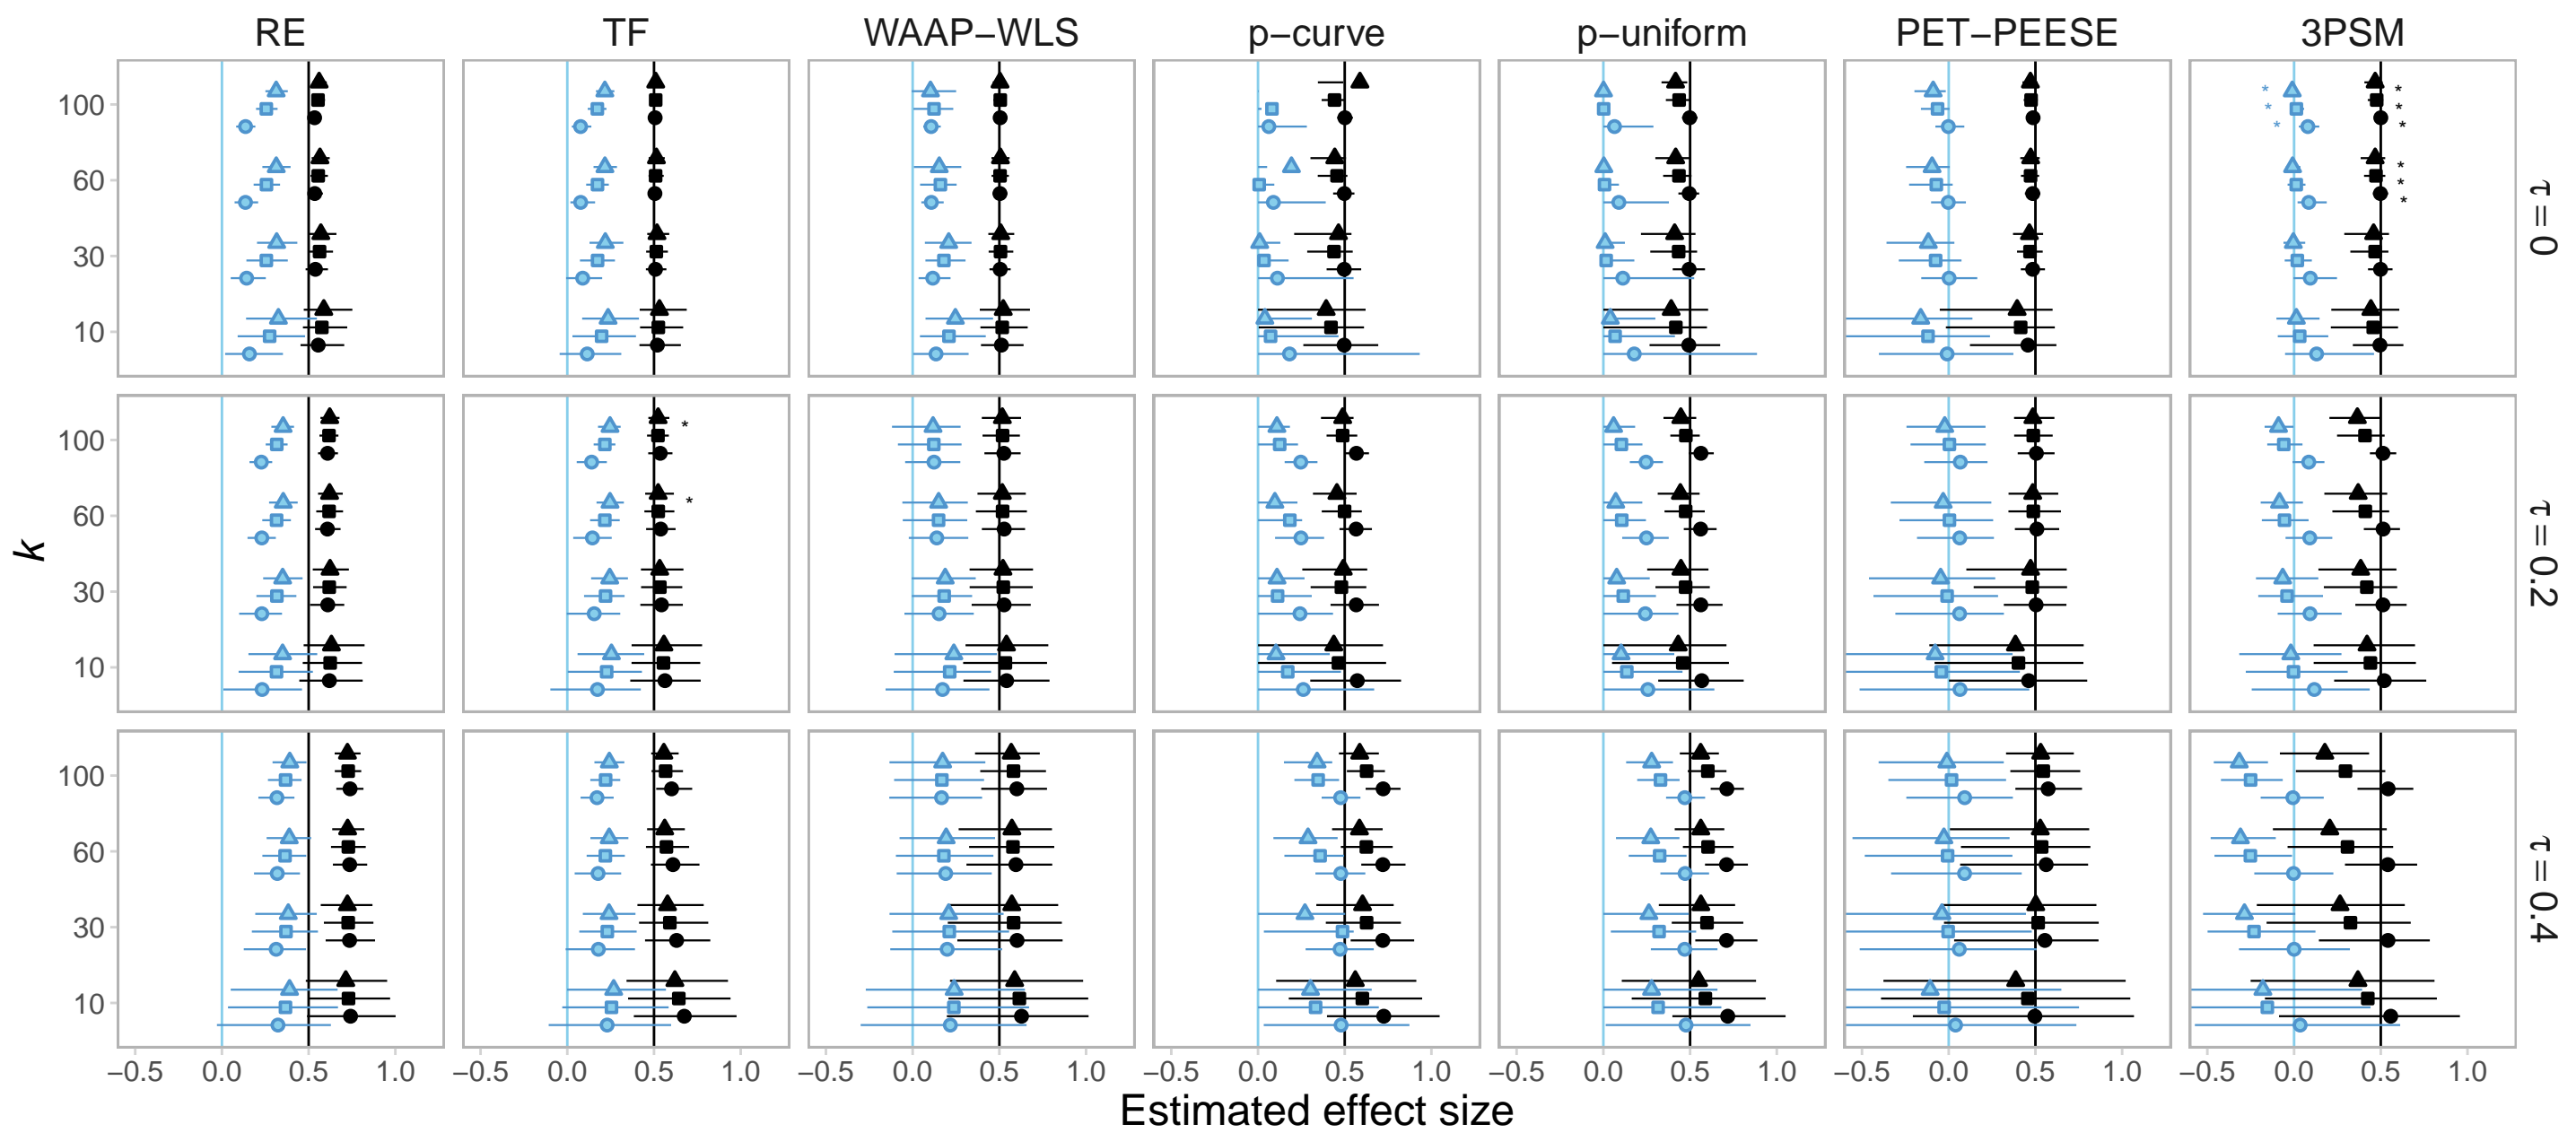 RE TF WAAP−WLS p−curve p−uniform PET−PEESE 3PSM
100
60
30
10
τ = 0
* *
* *
* *
*
*
*
100
60
30
10
τ = 0.2
*
*
k
100
60
30
10
τ = 0.4
−0.5 0.0 0.5 1.0 −0.5 0.0 0.5 1.0 −0.5 0.0 0.5 1.0 −0.5 0.0 0.5 1.0 −0.5 0.0 0.5 1.0 −0.5 0.0 0.5 1.0 −0.5 0.0 0.5 1.0
Estimated effect size